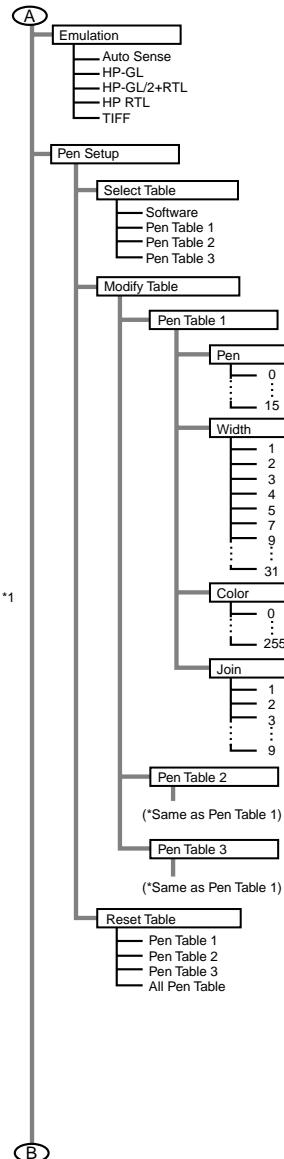 A
Emulation
Auto Sense
HP-GL
HP-GL/2+RTL
HP RTL
TIFF
Pen Setup
Select Table
Software
Pen Table 1
Pen Table 2
Pen Table 3
Modify Table
Pen Table 1
Pen
0
15
Width
1
2
3
4
5
7
9
31
*1
Color
0
255
Join
1
2
3
9
Pen Table 2
(*Same as Pen Table 1)
Pen Table 3
(*Same as Pen Table 1)
Reset Table
Pen Table 1
Pen Table 2
Pen Table 3
All Pen Table
B